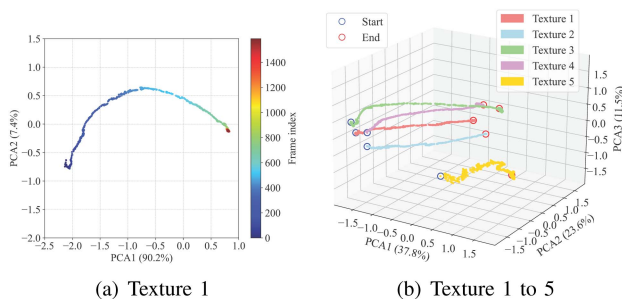 1.5
1.0
0.5
0.0
−0.5
−1.0
−1.5
−2.0
PCA2 (7.4%)
−2.5 −2.0 −1.5 −1.0 −0.5 0.0 0.5 1.0
PCA1 (90.2%)
1400
1200
1000
800
600
400
200
0
Frame index
(a) Texture 1
Start
End
Texture 1
Texture 2
Texture 3
Texture 4
Texture 5
1.5
1.0
0.5
0.0
−0.5
−1.0
−1.5
PCA3 (11.5%)
−1.5 −1.0 −0.5 0.0 0.5 1.0 1.5
PCA1 (37.8%)
−1.5 −1.0 −0.5 0.0 0.5 1.0 1.5
PCA2 (23.6%)
(b) Texture 1 to 5